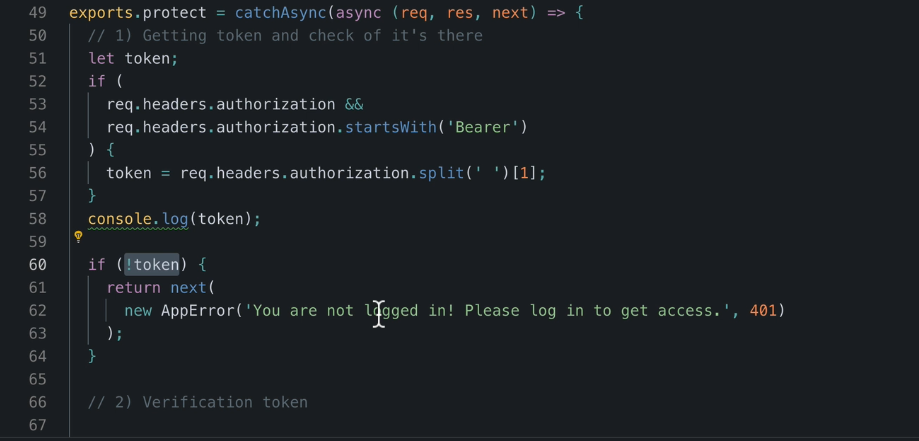 49 exports.protect = catchAsync(async (req, res, next) => {
50 // 1) Getting token and check of it's there
51 let token;
52 if (
53 req.headers.authorization &&
54 req.headers.authorization.startsWith('Bearer')
55 ) {
56 token = req.headers.authorization.split(' ')[1];
57 }
58 console.log(token);
59
60 if (!token) {
61 return next(
62 new AppError('You are not logged in! Please log in to get access.', 401)
63 );
64 }
65
66 // 2) Verification token
67